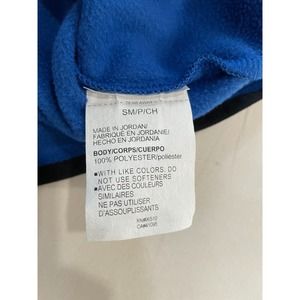 SM/P/CH
MADE IN JORDAN/
FABRIQUÉ EN JORDANIE/
HECHO EN JORDANIA
BODY/CORPS/CUERPO
100% POLYESTER/poliéster
●WITH LIKE COLORS. DO
NOT USE SOFTENERS
●AVEC DES COULEURS
SIMILAIRES
NE PAS UTILISER
D'ASSOUPLISSANTS